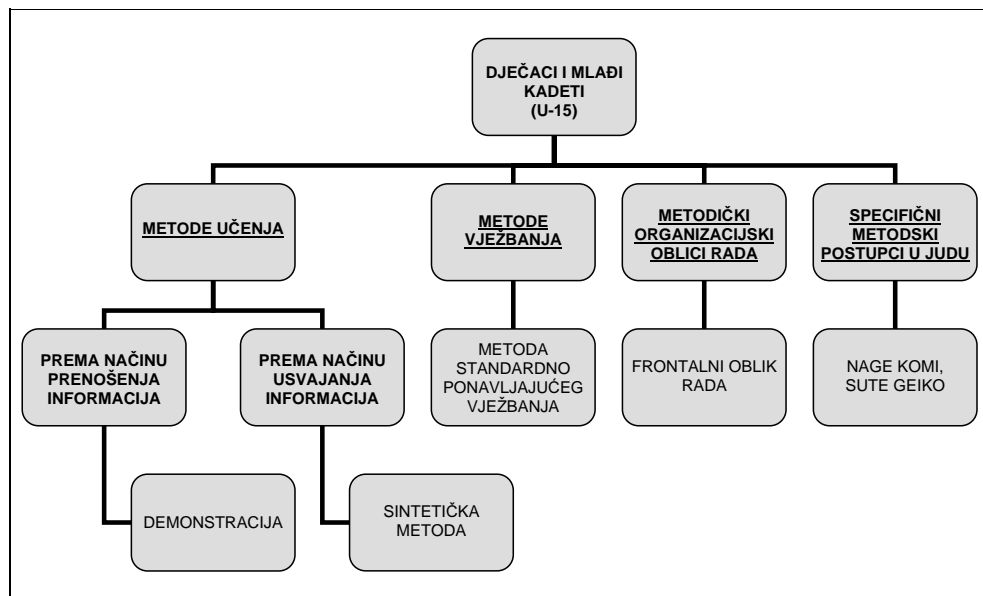 DJEČACI I MLAĐI
KADETI
(U-15)
METODE UČENJA
METODE
VJEŽBANJA
METODIČKI
ORGANIZACIJSKI
OBLICI RADA
SPECIFIČNI
METODSKI
POSTUPCI U JUDU
PREMA NAČINU
PRENOŠENJA
INFORMACIJA
PREMA NAČINU
USVAJANJA
INFORMACIJA
METODA
STANDARDNO
PONAVLJAJUĆEG
VJEŽBANJA
FRONTALNI OBLIK
RADA
NAGE KOMI,
SUTE GEIKO
DEMONSTRACIJA
SINTETIČKA
METODA